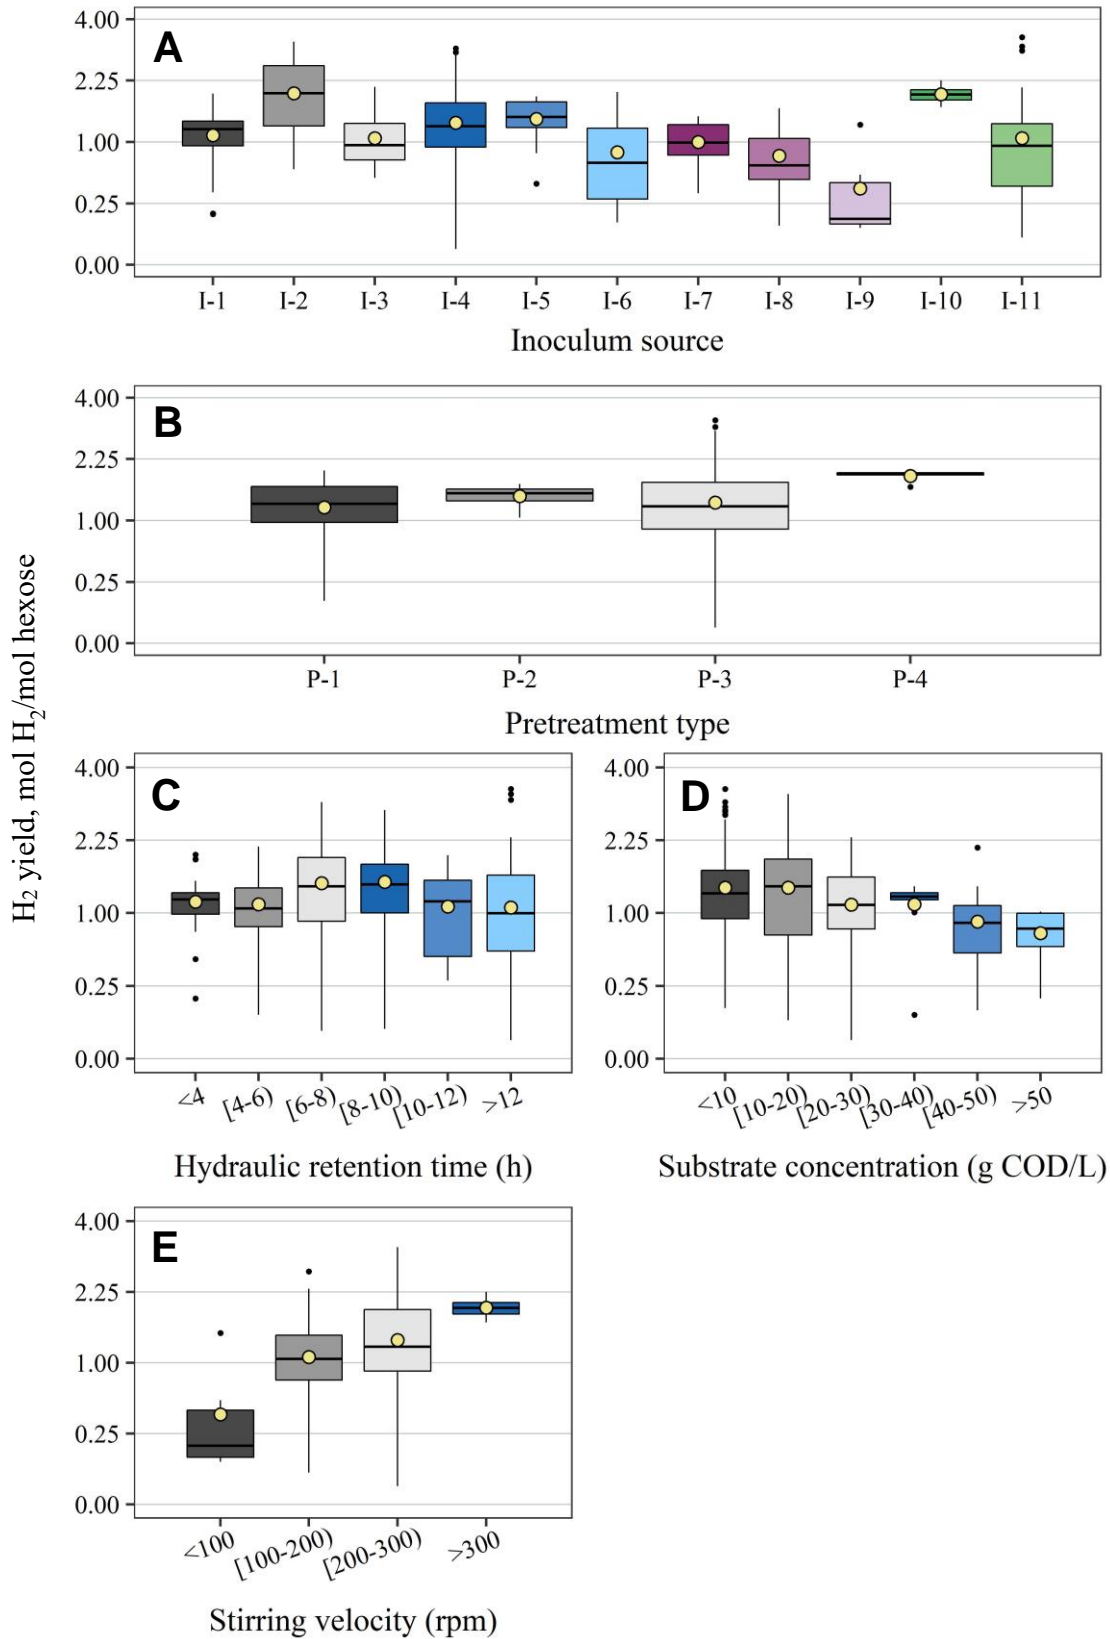 H2 yield, mol H2/mol hexose
A
4.00
2.25
1.00
0.25
0.00
I-1 I-2 I-3 I-4 I-5 I-6 I-7 I-8 I-9 I-10 I-11
Inoculum source
B
4.00
2.25
1.00
0.25
0.00
P-1 P-2 P-3 P-4
Pretreatment type
C
4.00
2.25
1.00
0.25
0.00
<4 [4-6) [6-8) [8-10) [10-12) >12
Hydraulic retention time (h)
D
4.00
2.25
1.00
0.25
0.00
<10 [10-20) [20-30) [30-40) [40-50) >50
Substrate concentration (g COD/L)
E
4.00
2.25
1.00
0.25
0.00
<100 [100-200) [200-300) >300
Stirring velocity (rpm)